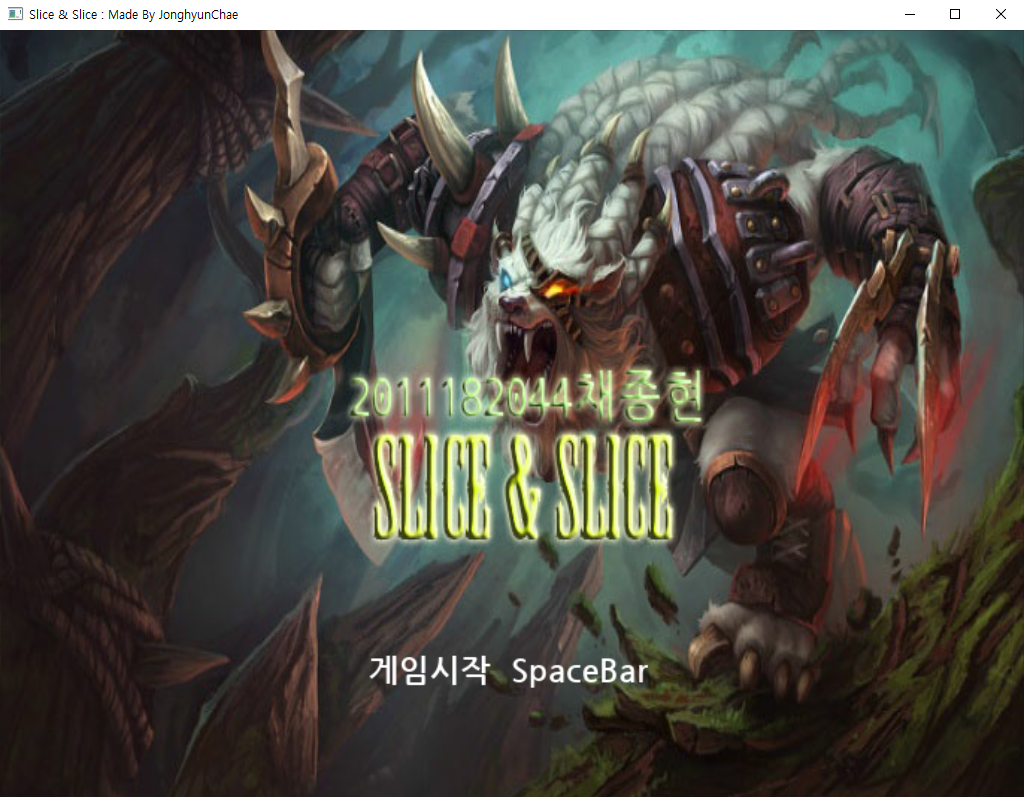 Slice & Slice : Made By JonghyunChae
2011182044채종현
SLICE & SLICE
게임시작 SpaceBar